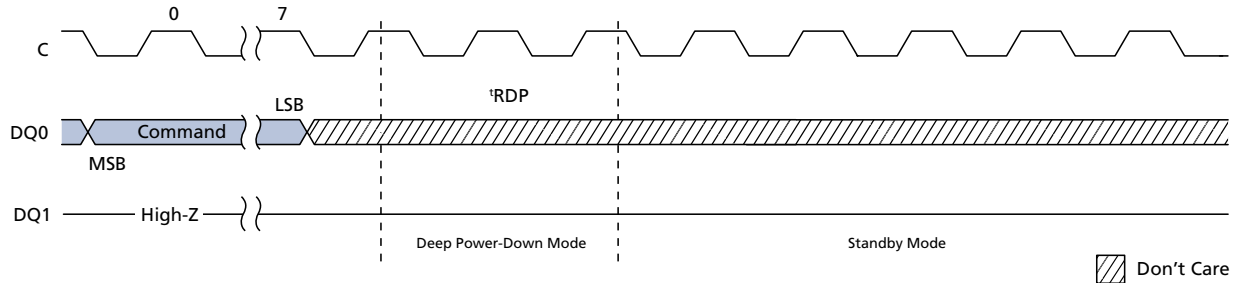 0 7
C
LSB
ᵗRDP
DQ0 Command
MSB
DQ1 High-Z
Deep Power-Down Mode Standby Mode
Don't Care